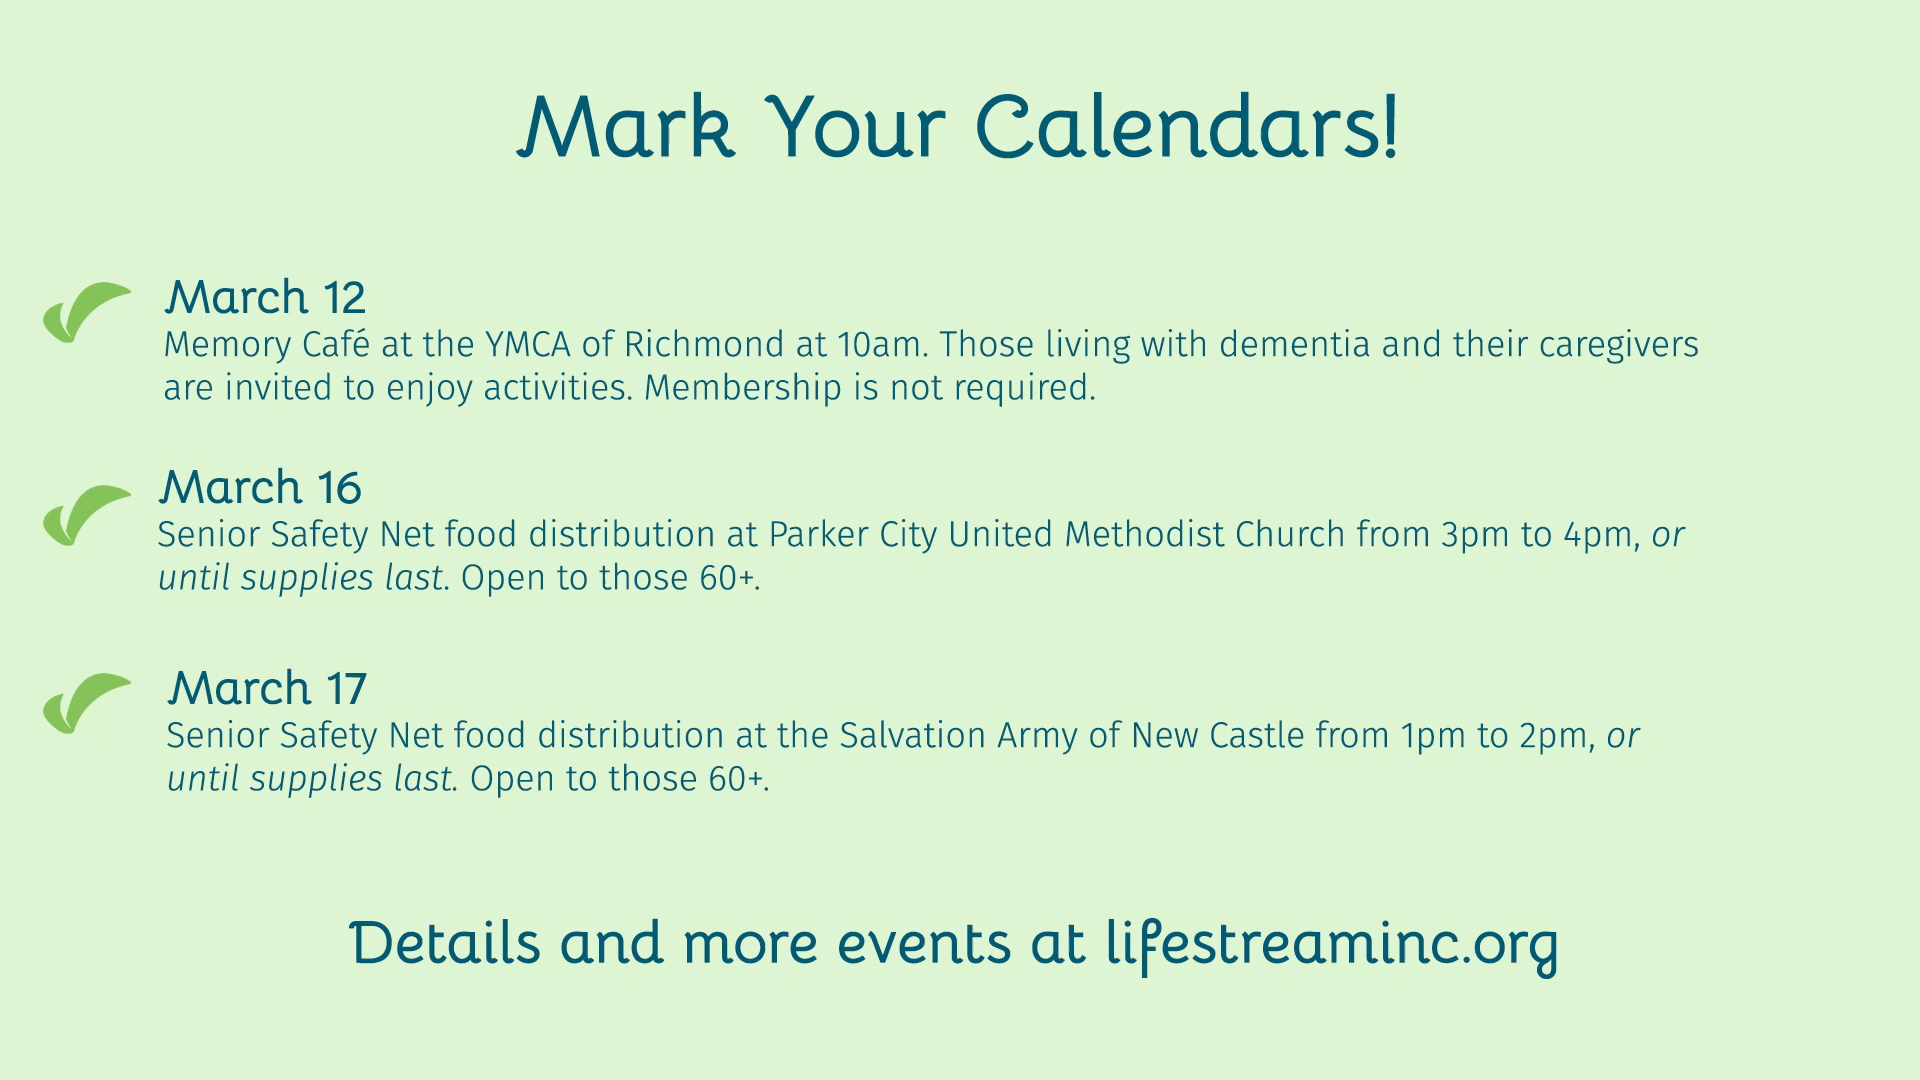 Mark Your Calendars!
March 12
Memory Café at the YMCA of Richmond at 10am. Those living with dementia and their caregivers
are invited to enjoy activities. Membership is not required.
March 16
Senior Safety Net food distribution at Parker City United Methodist Church from 3pm to 4pm, or
until supplies last. Open to those 60+.
March 17
Senior Safety Net food distribution at the Salvation Army of New Castle from 1pm to 2pm, or
until supplies last. Open to those 60+.
Details and more events at lifestreaminc.org